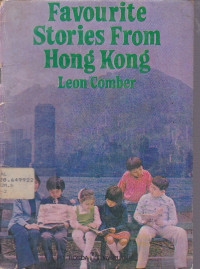 Favourite
Stories From
Hong Kong
Leon Comber